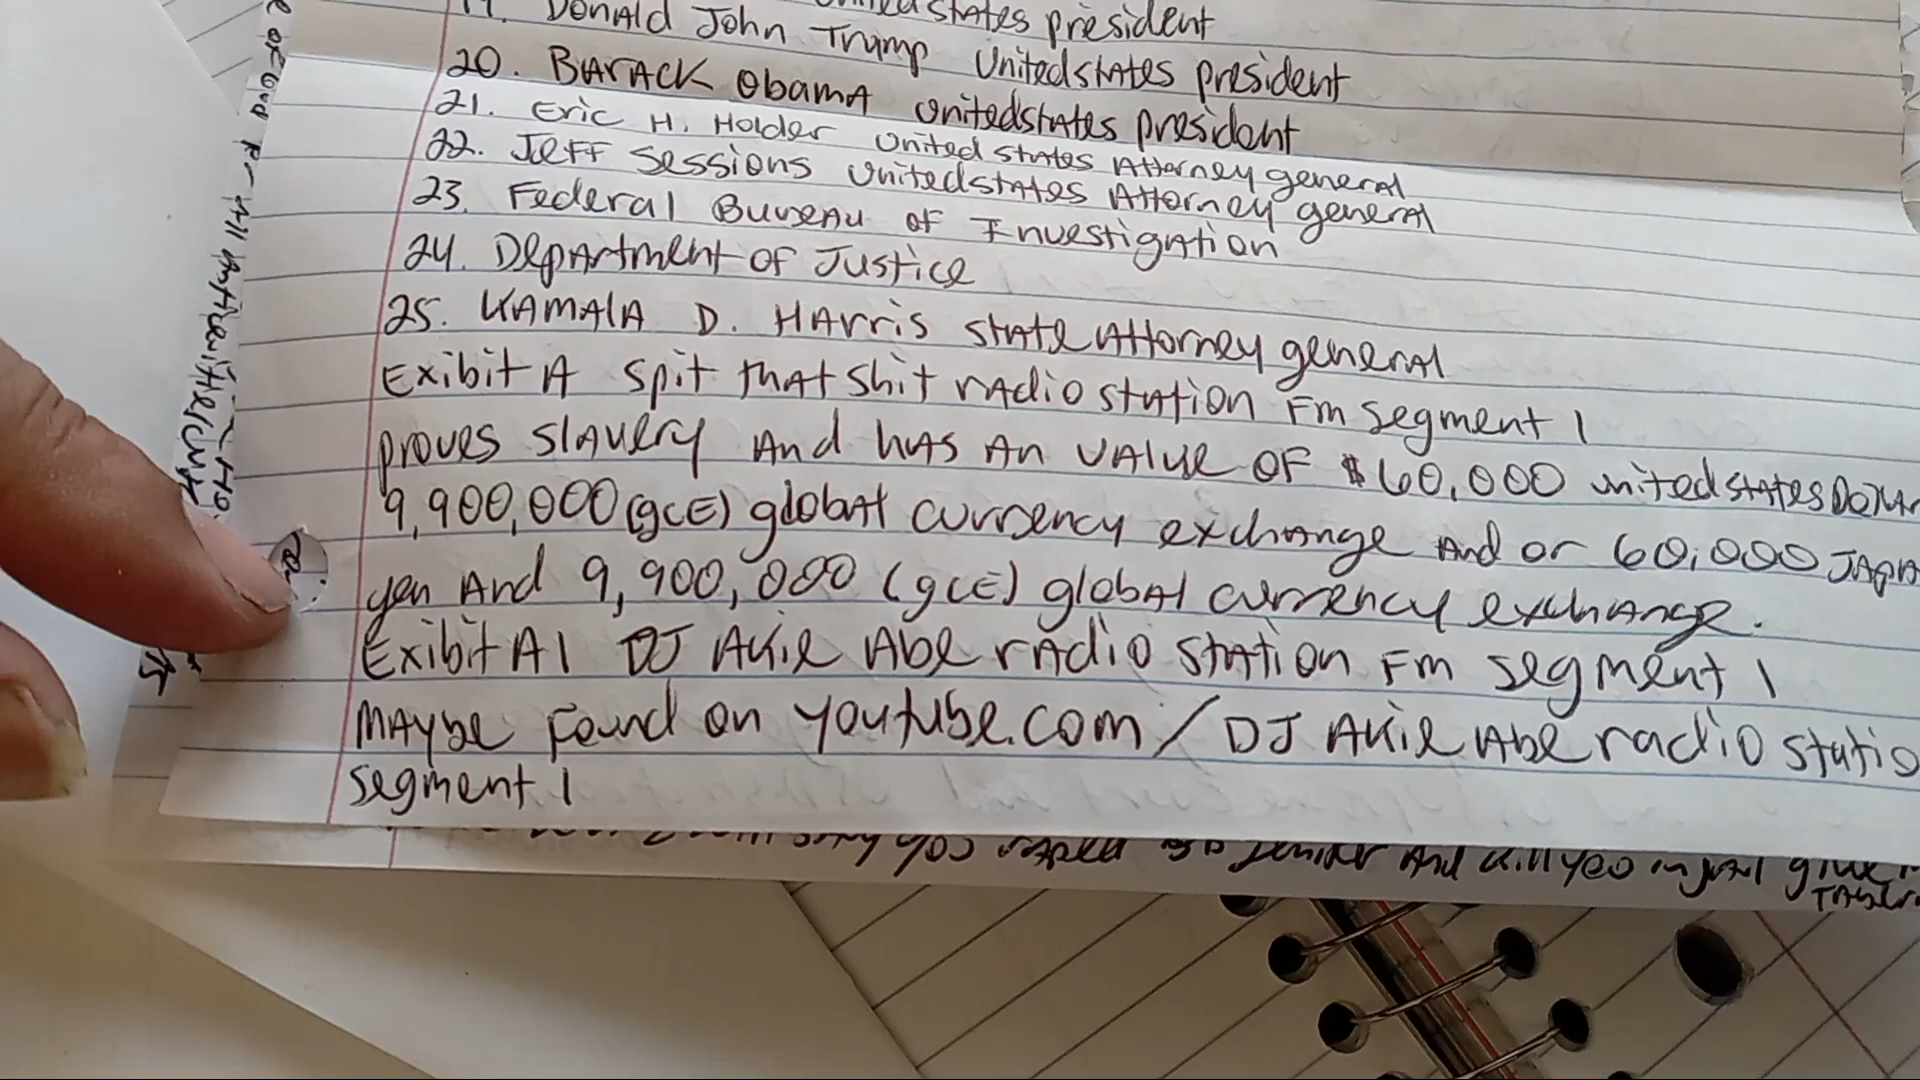 unitedstates president
Donald John Trump Unitedstates president
20. BARACK ObamA unitedstates president
21. Eric H. Holder United states Attorney general
22. Jeff Sessions Unitedstates Attorney general
23. Federal Bureau of Investigation
24. Department of Justice
25. KAMALA D. HArris state Attorney general
Exibit A spit that shit radio station Fm segment 1
proves slavery And has An value of $60,000 united states
9,900,000 (gCE) global currency exchange And or 60,000
yen And 9,900,000 (gCE) global currency exchange.
Exibit A1 DJ Akie Abe radio station Fm segment 1
MAybe Found on youtube.com/DJ Akie Abe radio
segment 1